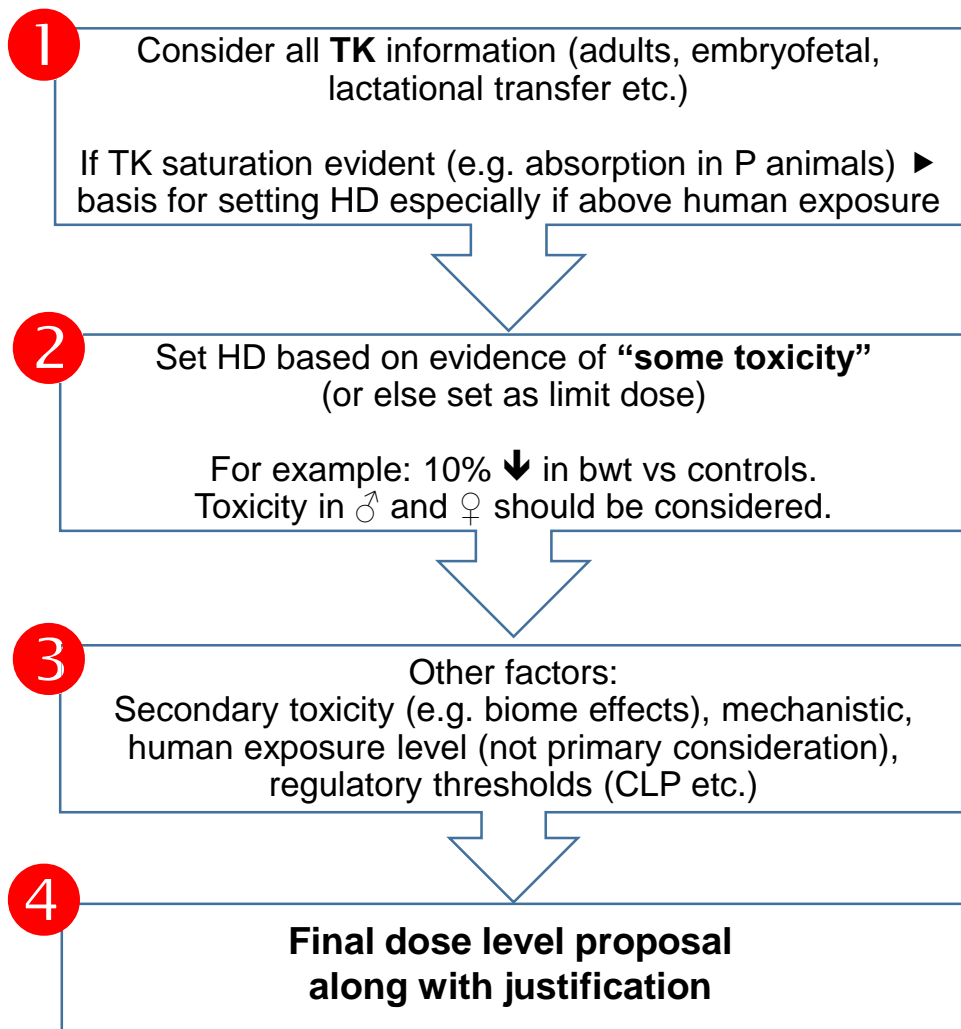 1
Consider all TK information (adults, embryofetal,
lactational transfer etc.)
If TK saturation evident (e.g. absorption in P animals) ►
basis for setting HD especially if above human exposure
2
Set HD based on evidence of “some toxicity”
(or else set as limit dose)
For example: 10% 🡻 in bwt vs controls.
Toxicity in ♂ and ♀ should be considered.
3
Other factors:
Secondary toxicity (e.g. biome effects), mechanistic,
human exposure level (not primary consideration),
regulatory thresholds (CLP etc.)
4
Final dose level proposal
along with justification